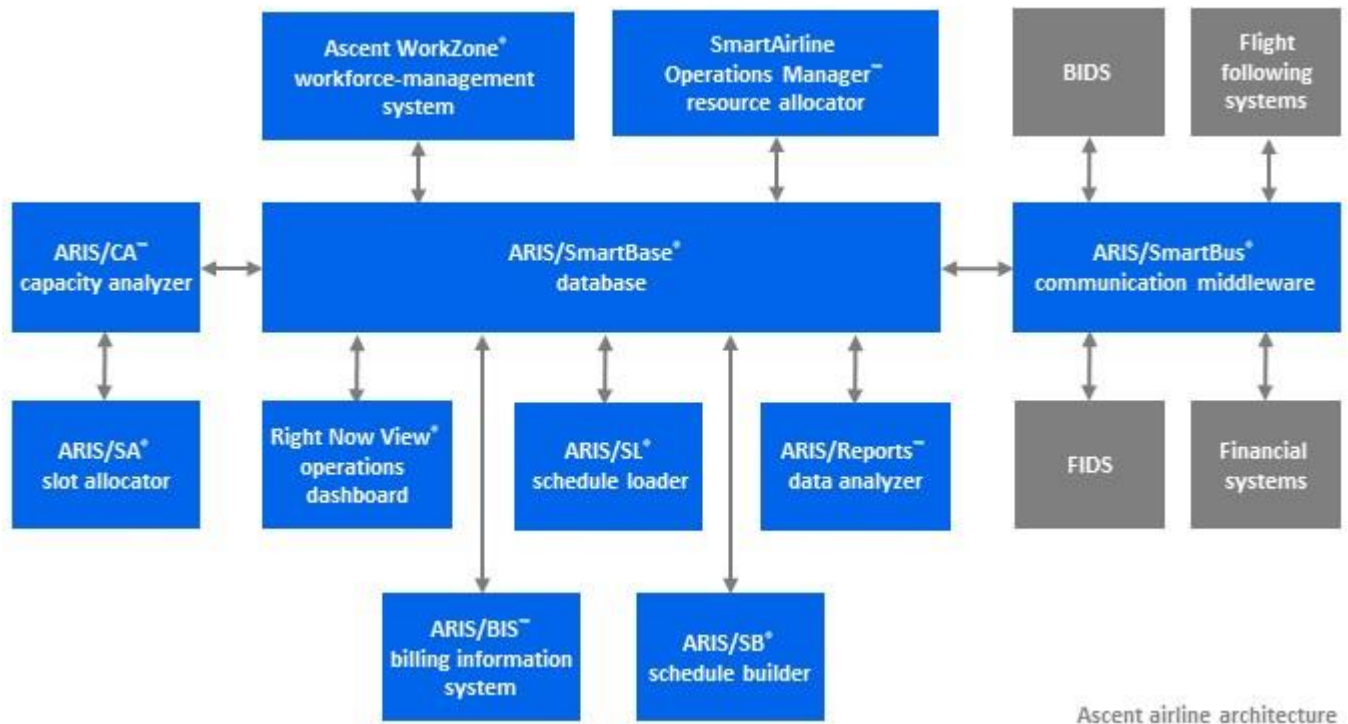 Ascent WorkZone®
workforce-management
system
SmartAirline
Operations Manager™
resource allocator
BIDS
Flight
following
systems
ARIS/CA™
capacity analyzer
ARIS/SmartBase®
database
ARIS/SmartBus®
communication middleware
ARIS/SA®
slot allocator
Right Now View®
operations
dashboard
ARIS/SL®
schedule loader
ARIS/Reports™
data analyzer
FIDS
Financial
systems
ARIS/BIS™
billing information
system
ARIS/SB®
schedule builder
Ascent airline architecture